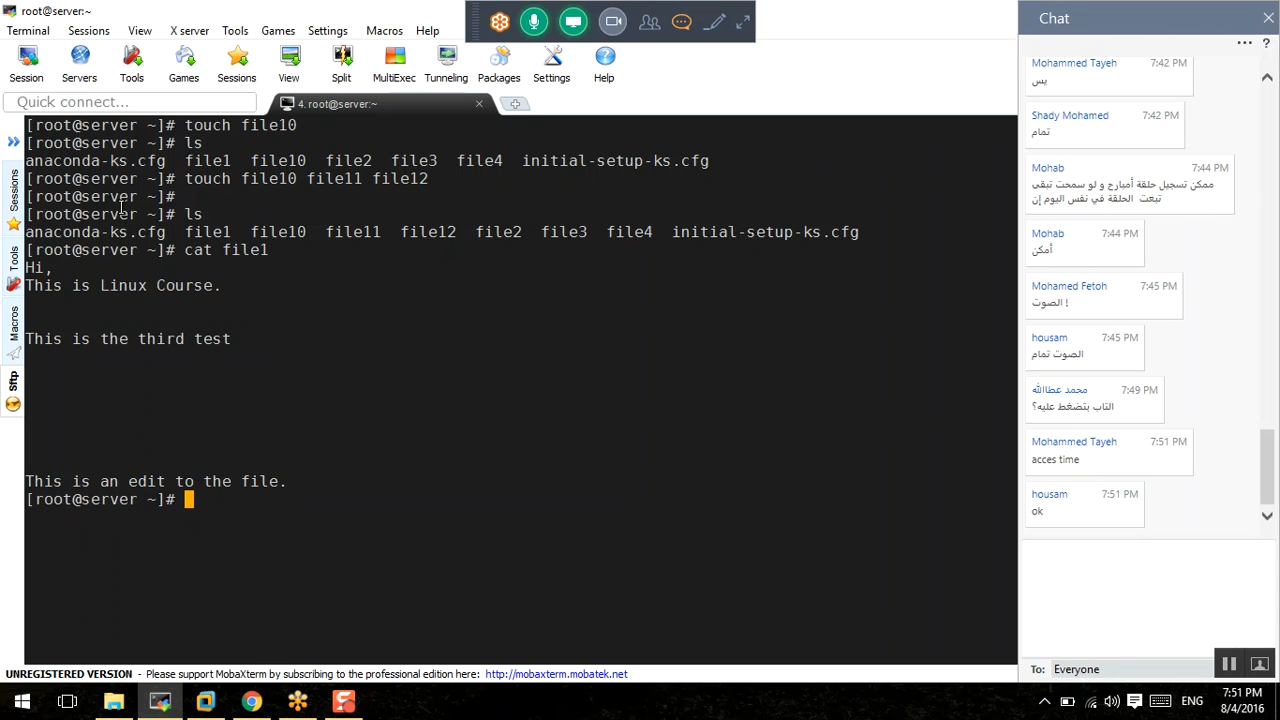 root@server:~
Terminal Sessions View X server Tools Games Settings Macros Help
Session Servers Tools Games Sessions View Split MultiExec Tunneling Packages Settings Help
Quick connect...
4. root@server:~
Sessions
Tools
Macros
Sftp
[root@server ~]# touch file10
[root@server ~]# ls
anaconda-ks.cfg file1 file10 file2 file3 file4 initial-setup-ks.cfg
[root@server ~]# touch file10 file11 file12
[root@server ~]#
[root@server ~]# ls
anaconda-ks.cfg file1 file10 file11 file12 file2 file3 file4 initial-setup-ks.cfg
[root@server ~]# cat file1
Hi,
This is Linux Course.
This is the third test
This is an edit to the file.
[root@server ~]#
UNREGISTERED VERSION - Please support MobaXterm by subscribing to the professional edition here: http://mobaxterm.mobatek.net
Chat
Mohammed Tayeh 7:42 PM
يس
Shady Mohamed 7:42 PM
تمام
Mohab 7:44 PM
ممكن تسجيل حلقة أمبارح و لو سمحت تبقى
تبعت الحلقة في نفس اليوم إن
Mohab 7:44 PM
أمكن
Mohamed Fetoh 7:45 PM
الصوت !
housam 7:45 PM
الصوت تمام
محمد عطاالله 7:49 PM
التاب بتضغط عليه؟
Mohammed Tayeh 7:51 PM
acces time
housam 7:51 PM
ok
To: Everyone
ENG
7:51 PM
8/4/2016